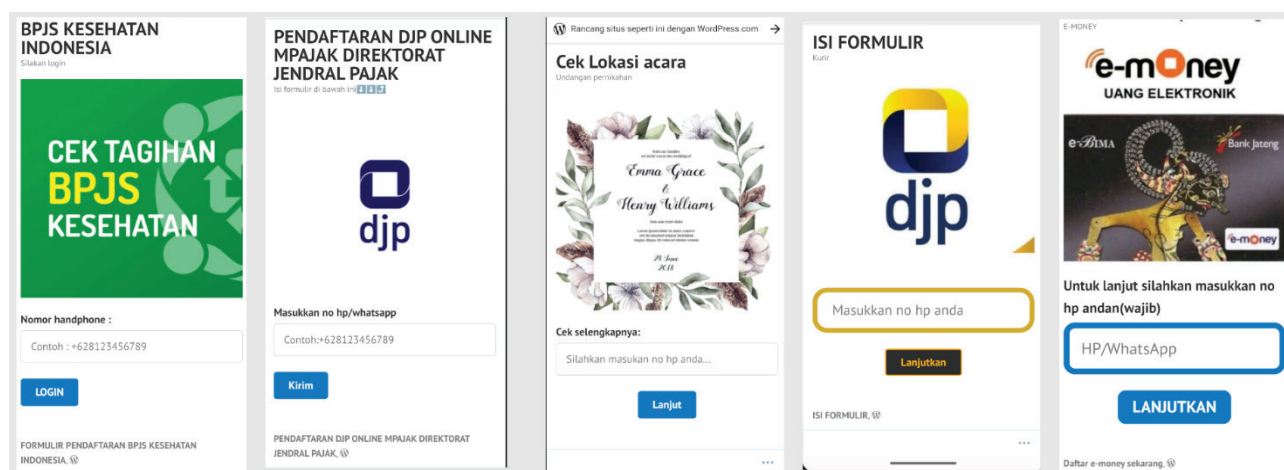 BPJS KESEHATAN
INDONESIA
Silakan login
CEK TAGIHAN
BPJS
KESEHATAN
Nomor handphone :
Contoh : +628123456789
LOGIN
FORMULIR PENDAFTARAN BPJS KESEHATAN
INDONESIA,
PENDAFTARAN DJP ONLINE
MPAJAK DIREKTORAT
JENDRAL PAJAK
Isi formulir di bawah ini
djp
Masukkan no hp/whatsapp
Contoh:+628123456789
Kirim
PENDAFTARAN DJP ONLINE MPAJAK DIREKTORAT
JENDRAL PAJAK,
Rancang situs seperti ini dengan WordPress.com
Cek Lokasi acara
Undangan pernikahan
Emma Grace
&
Henry Williams
2018
Cek selengkapnya:
Silahkan masukan no hp anda...
Lanjut
ISI FORMULIR
Kurir
djp
Masukkan no hp anda
Lanjutkan
ISI FORMULIR,
E-MONEY
e-money
UANG ELEKTRONIK
e-BIMA
Bank Jateng
e-money
Untuk lanjut silahkan masukkan no
hp andan(wajib)
HP/WhatsApp
LANJUTKAN
Daftar e-money sekarang,